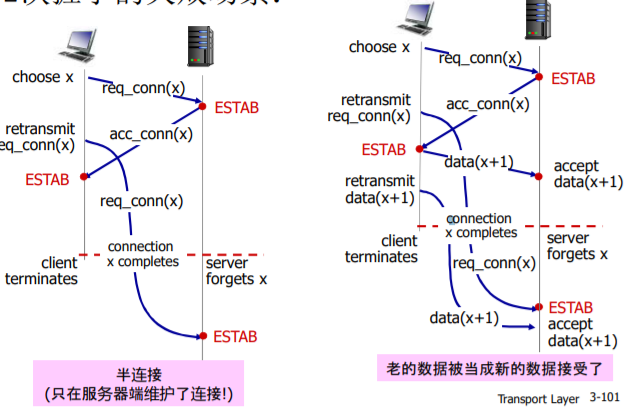 choose x
req_conn(x)
ESTAB
retransmit
req_conn(x)
acc_conn(x)
ESTAB
req_conn(x)
client
terminates
connection
x completes
server
forgets x
ESTAB
半连接
(只在服务器端维护了连接!)
choose x
req_conn(x)
ESTAB
retransmit
req_conn(x)
acc_conn(x)
ESTAB
data(x+1)
accept
data(x+1)
retransmit
data(x+1)
connection
x completes
client
terminates
server
forgets x
req_conn(x)
data(x+1)
ESTAB
accept
data(x+1)
老的数据被当成新的数据接受了
Transport Layer 3-101